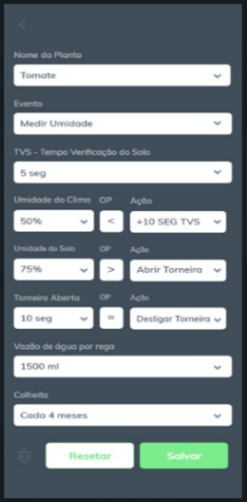 Nome da Planta
Tomate
Evento
Medir Umidade
TVS - Tempo Verificação do Solo
5 seg
Umidade do Clima OP Ação
50% < +10 SEG TVS
Umidade do Solo OP Ação
75% > Abrir Torneira
Torneira Aberta OP Ação
10 seg = Desligar Torneira
Vazão de água por rega
1500 ml
Colheita
Cada 4 meses
Resetar Salvar